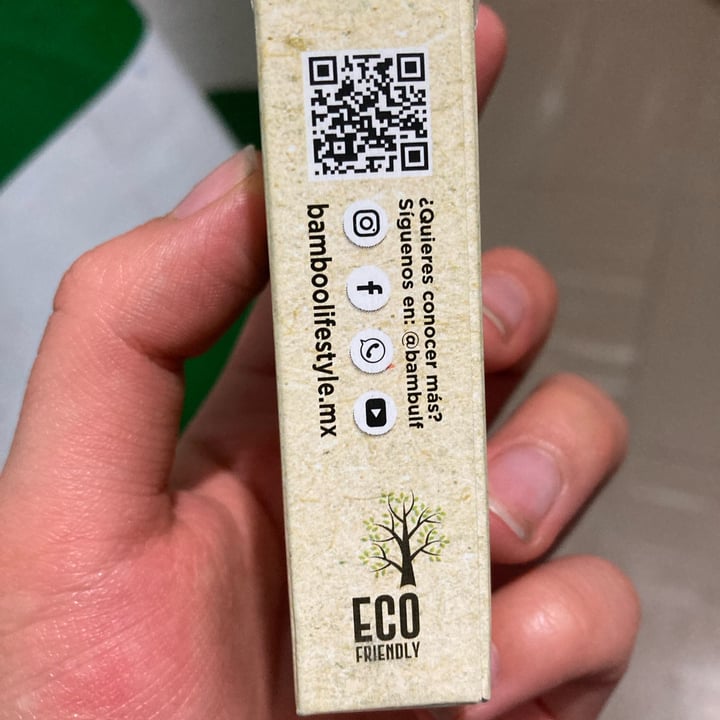 ¿Quieres conocer más?
Síguenos en: @bambulf
bamboolifestyle.mx
ECO
FRIENDLY